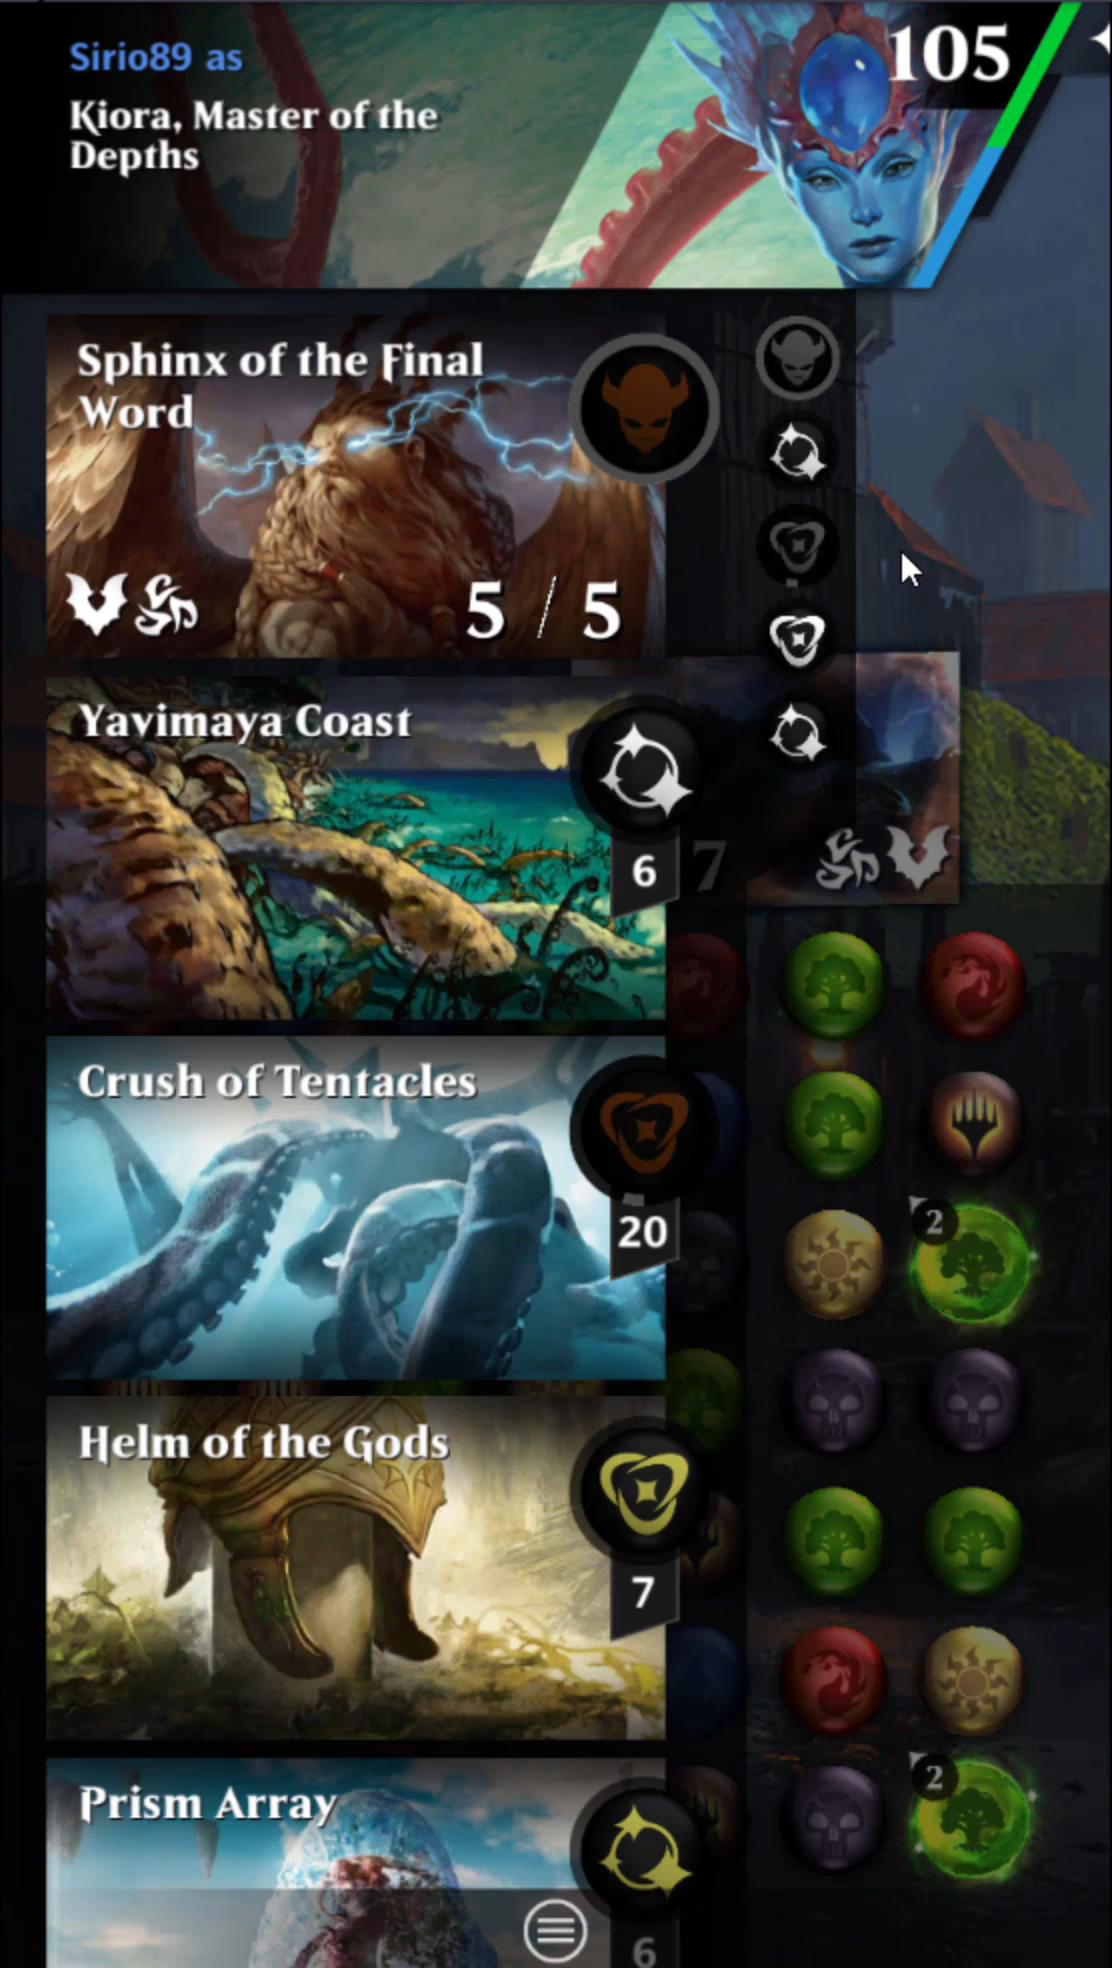 Sirio89 as
105
Kiora, Master of the
Depths
Sphinx of the Final
Word
5 / 5
Yavimaya Coast
6
7
Crush of Tentacles
20
2
Helm of the Gods
7
Prism Array
2
6